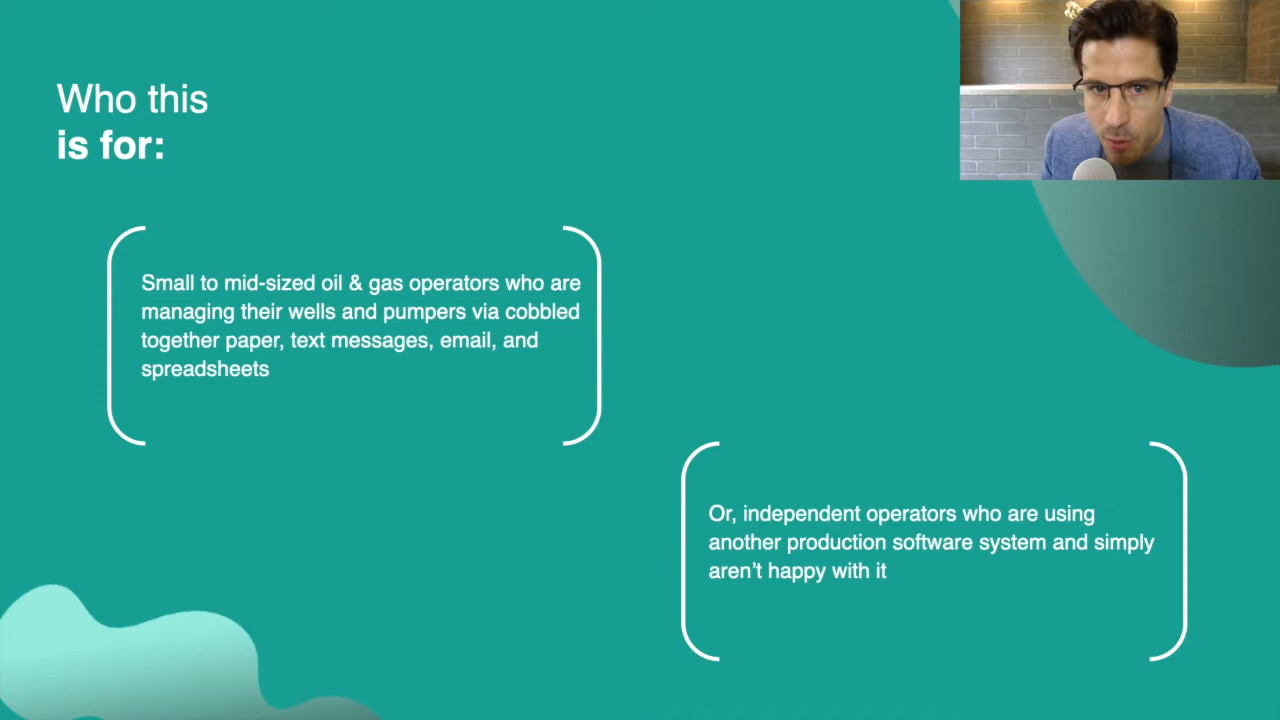 Who this
is for:
Small to mid-sized oil & gas operators who are
managing their wells and pumpers via cobbled
together paper, text messages, email, and
spreadsheets
Or, independent operators who are using
another production software system and simply
aren’t happy with it